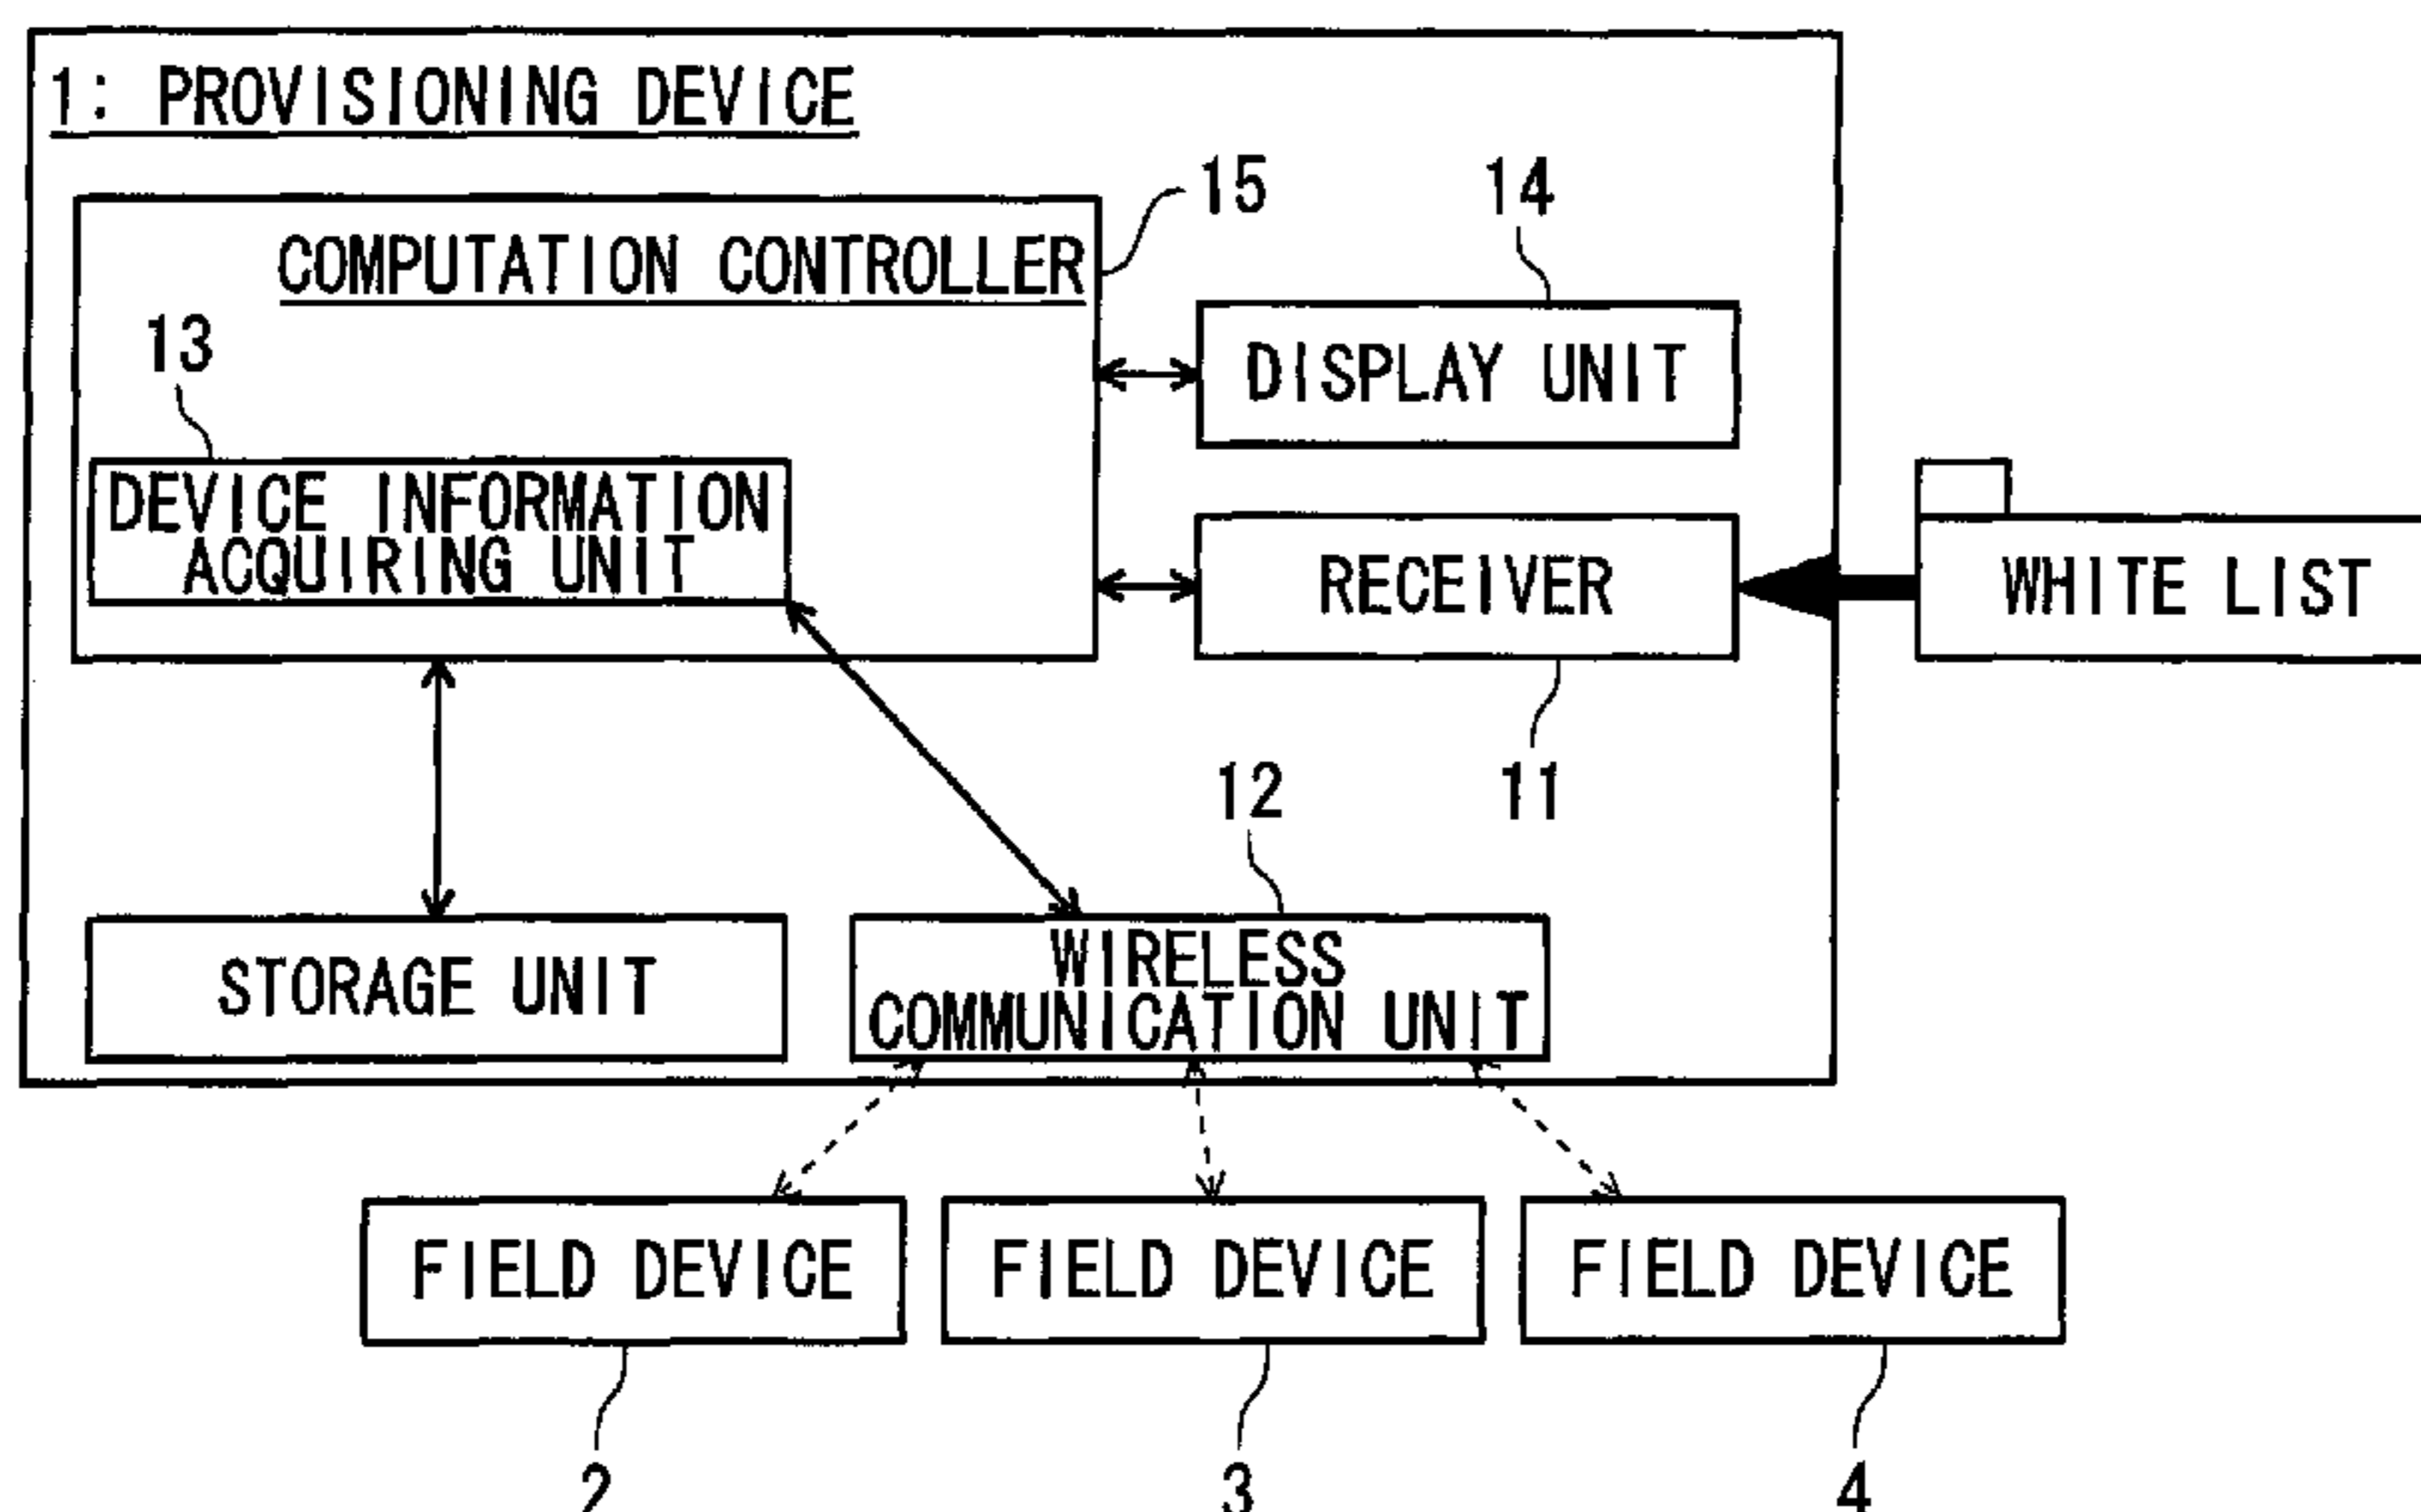 1: PROVISIONING DEVICE
15
14
COMPUTATION CONTROLLER
13
DISPLAY UNIT
DEVICE INFORMATION
ACQUIRING UNIT
RECEIVER
WHITE LIST
12
11
STORAGE UNIT
WIRELESS
COMMUNICATION UNIT
FIELD DEVICE
FIELD DEVICE
FIELD DEVICE
2
3
4